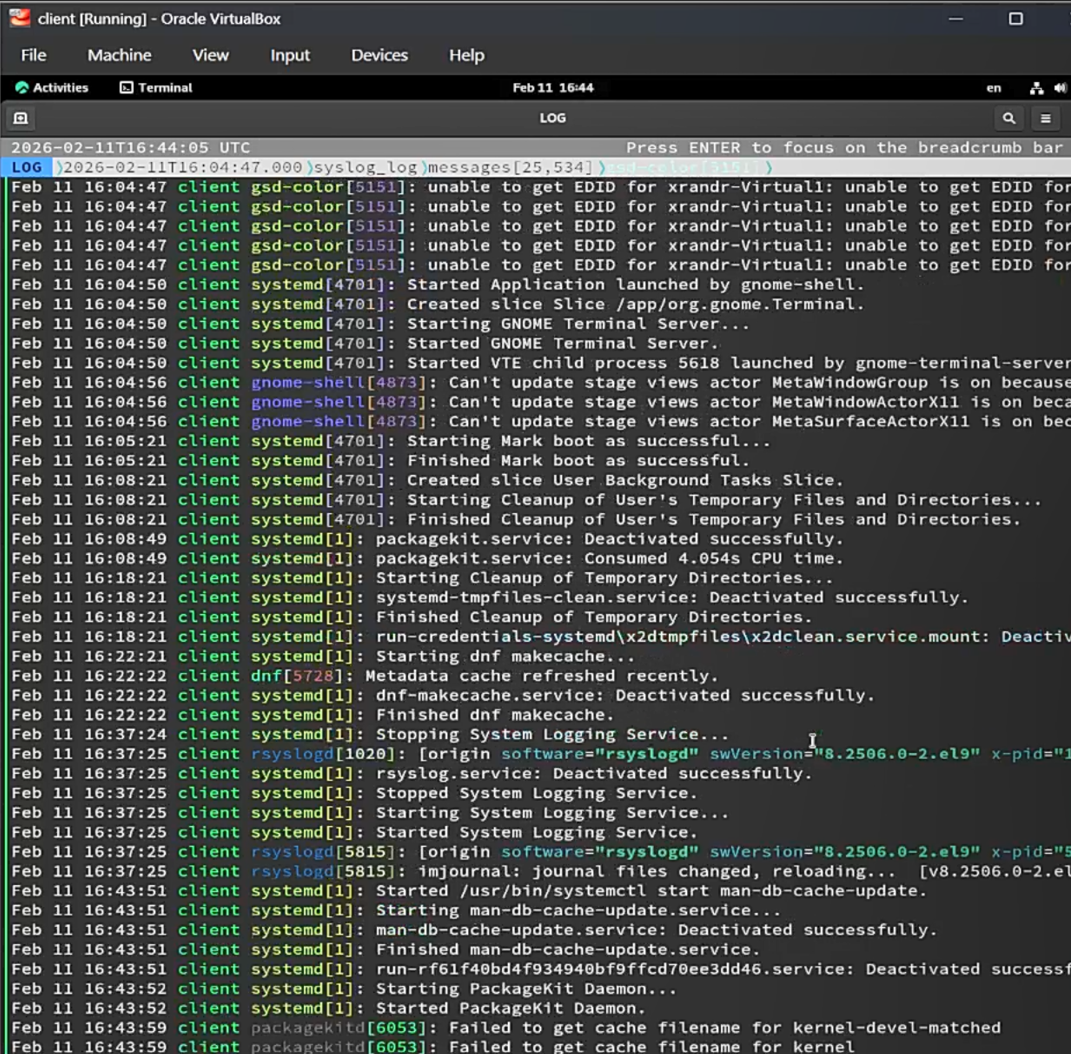 client [Running] - Oracle VirtualBox
File Machine View Input Devices Help
Activities Terminal Feb 11 16:44 en
LOG
2026-02-11T16:44:05 UTC Press ENTER to focus on the breadcrumb bar
LOG 〉2026-02-11T16:04:47.000〉syslog_log〉messages[25,534]〉gsd-color[5151]〉
Feb 11 16:04:47 client gsd-color[5151]: unable to get EDID for xrandr-Virtual1: unable to get EDID for
Feb 11 16:04:47 client gsd-color[5151]: unable to get EDID for xrandr-Virtual1: unable to get EDID for
Feb 11 16:04:47 client gsd-color[5151]: unable to get EDID for xrandr-Virtual1: unable to get EDID for
Feb 11 16:04:47 client gsd-color[5151]: unable to get EDID for xrandr-Virtual1: unable to get EDID for
Feb 11 16:04:47 client gsd-color[5151]: unable to get EDID for xrandr-Virtual1: unable to get EDID for
Feb 11 16:04:50 client systemd[4701]: Started Application launched by gnome-shell.
Feb 11 16:04:50 client systemd[4701]: Created slice Slice /app/org.gnome.Terminal.
Feb 11 16:04:50 client systemd[4701]: Starting GNOME Terminal Server...
Feb 11 16:04:50 client systemd[4701]: Started GNOME Terminal Server.
Feb 11 16:04:50 client systemd[4701]: Started VTE child process 5618 launched by gnome-terminal-server
Feb 11 16:04:56 client gnome-shell[4873]: Can't update stage views actor MetaWindowGroup is on because
Feb 11 16:04:56 client gnome-shell[4873]: Can't update stage views actor MetaWindowActorX11 is on beca
Feb 11 16:04:56 client gnome-shell[4873]: Can't update stage views actor MetaSurfaceActorX11 is on bec
Feb 11 16:05:21 client systemd[4701]: Starting Mark boot as successful...
Feb 11 16:05:21 client systemd[4701]: Finished Mark boot as successful.
Feb 11 16:08:21 client systemd[4701]: Created slice User Background Tasks Slice.
Feb 11 16:08:21 client systemd[4701]: Starting Cleanup of User's Temporary Files and Directories...
Feb 11 16:08:21 client systemd[4701]: Finished Cleanup of User's Temporary Files and Directories.
Feb 11 16:08:49 client systemd[1]: packagekit.service: Deactivated successfully.
Feb 11 16:08:49 client systemd[1]: packagekit.service: Consumed 4.054s CPU time.
Feb 11 16:18:21 client systemd[1]: Starting Cleanup of Temporary Directories...
Feb 11 16:18:21 client systemd[1]: systemd-tmpfiles-clean.service: Deactivated successfully.
Feb 11 16:18:21 client systemd[1]: Finished Cleanup of Temporary Directories.
Feb 11 16:18:21 client systemd[1]: run-credentials-systemd\x2dtmpfiles\x2dclean.service.mount: Deactiv
Feb 11 16:22:21 client systemd[1]: Starting dnf makecache...
Feb 11 16:22:22 client dnf[5728]: Metadata cache refreshed recently.
Feb 11 16:22:22 client systemd[1]: dnf-makecache.service: Deactivated successfully.
Feb 11 16:22:22 client systemd[1]: Finished dnf makecache.
Feb 11 16:37:24 client systemd[1]: Stopping System Logging Service...
Feb 11 16:37:25 client rsyslogd[1020]: [origin software="rsyslogd" swVersion="8.2506.0-2.el9" x-pid="1
Feb 11 16:37:25 client systemd[1]: rsyslog.service: Deactivated successfully.
Feb 11 16:37:25 client systemd[1]: Stopped System Logging Service.
Feb 11 16:37:25 client systemd[1]: Starting System Logging Service...
Feb 11 16:37:25 client systemd[1]: Started System Logging Service.
Feb 11 16:37:25 client rsyslogd[5815]: [origin software="rsyslogd" swVersion="8.2506.0-2.el9" x-pid="5
Feb 11 16:37:25 client rsyslogd[5815]: imjournal: journal files changed, reloading... [v8.2506.0-2.el
Feb 11 16:43:51 client systemd[1]: Started /usr/bin/systemctl start man-db-cache-update.
Feb 11 16:43:51 client systemd[1]: Starting man-db-cache-update.service...
Feb 11 16:43:51 client systemd[1]: man-db-cache-update.service: Deactivated successfully.
Feb 11 16:43:51 client systemd[1]: Finished man-db-cache-update.service.
Feb 11 16:43:51 client systemd[1]: run-rf61f40bd4f934940bf9ffcd70ee3dd46.service: Deactivated successf
Feb 11 16:43:52 client systemd[1]: Starting PackageKit Daemon...
Feb 11 16:43:52 client systemd[1]: Started PackageKit Daemon.
Feb 11 16:43:59 client packagekitd[6053]: Failed to get cache filename for kernel-devel-matched
Feb 11 16:43:59 client packagekitd[6053]: Failed to get cache filename for kernel